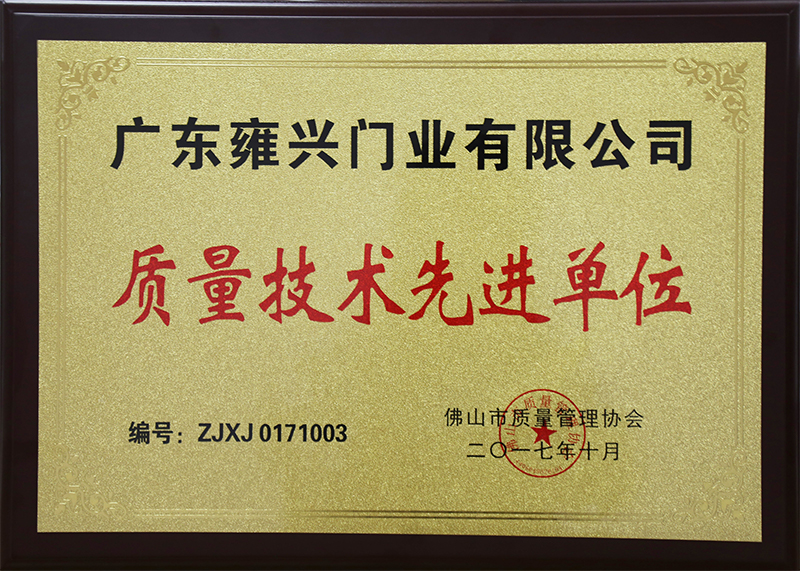 广东雍兴门业有限公司
质量技术先进单位
编号：ZJXJ 0171003
佛山市质量管理协会
二〇一七年十月